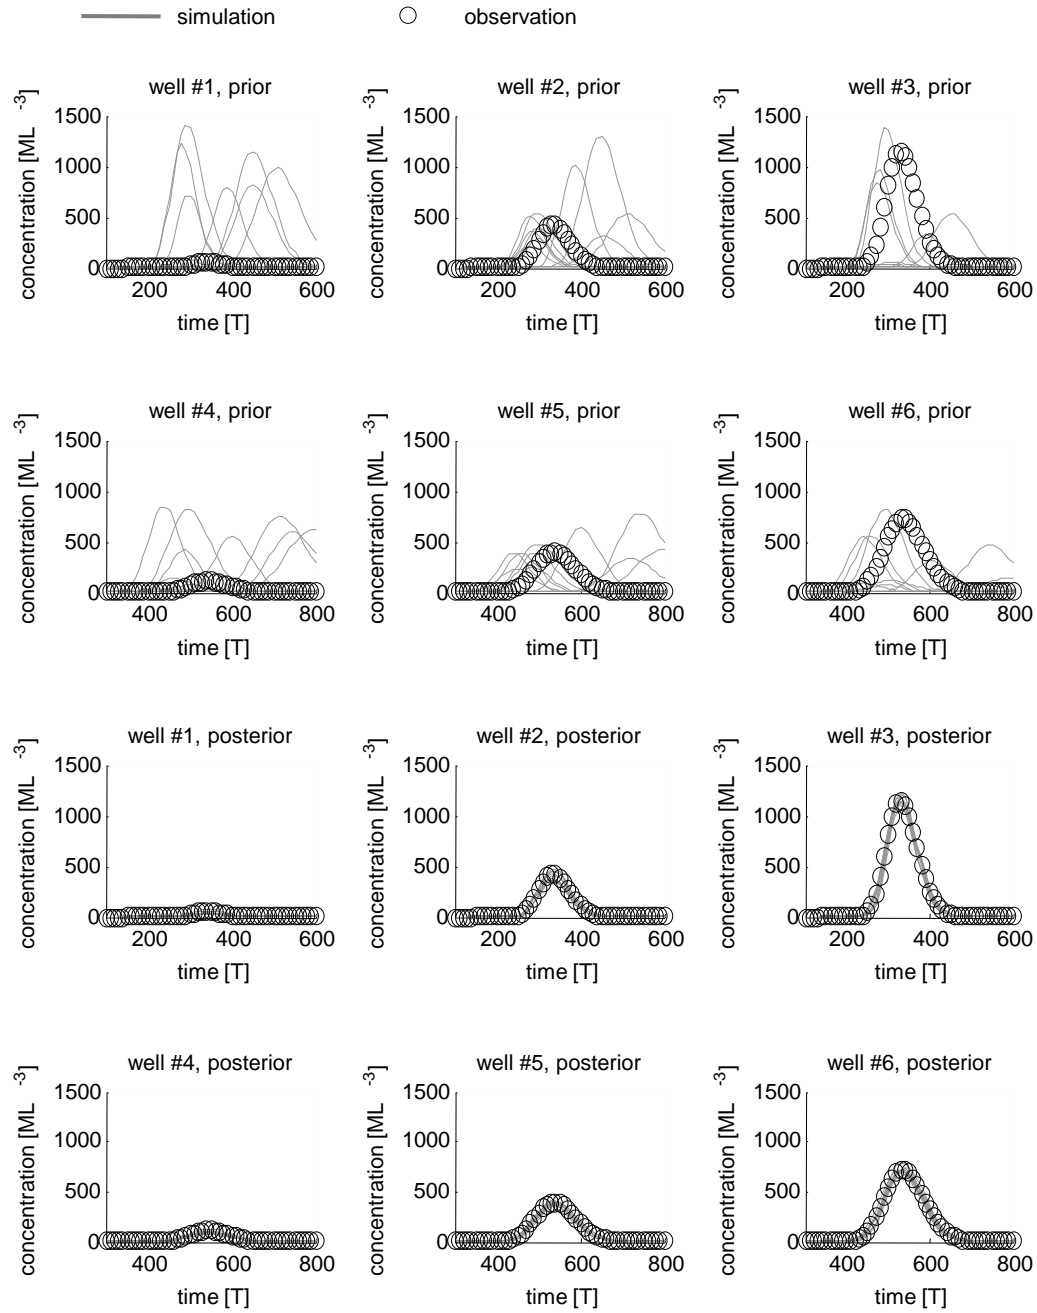 simulation observation
well #1, prior well #2, prior well #3, prior
concentration [ML -3] concentration [ML -3] concentration [ML -3]
1500 1500 1500
1000 1000 1000
500 500 500
0 0 0
200 400 600 200 400 600 200 400 600
time [T] time [T] time [T]
well #4, prior well #5, prior well #6, prior
concentration [ML -3] concentration [ML -3] concentration [ML -3]
1500 1500 1500
1000 1000 1000
500 500 500
0 0 0
400 600 800 400 600 800 400 600 800
time [T] time [T] time [T]
well #1, posterior well #2, posterior well #3, posterior
concentration [ML -3] concentration [ML -3] concentration [ML -3]
1500 1500 1500
1000 1000 1000
500 500 500
0 0 0
200 400 600 200 400 600 200 400 600
time [T] time [T] time [T]
well #4, posterior well #5, posterior well #6, posterior
concentration [ML -3] concentration [ML -3] concentration [ML -3]
1500 1500 1500
1000 1000 1000
500 500 500
0 0 0
400 600 800 400 600 800 400 600 800
time [T] time [T] time [T]